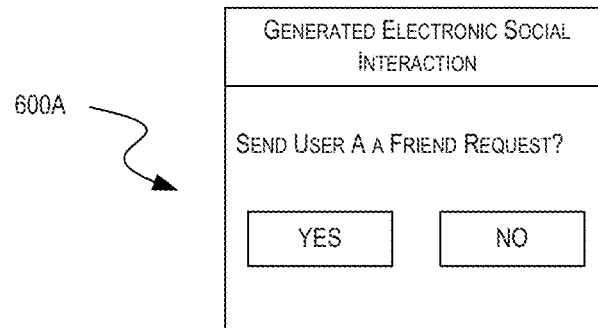 GENERATED ELECTRONIC SOCIAL
INTERACTION
600A
SEND USER A A FRIEND REQUEST?
YES NO